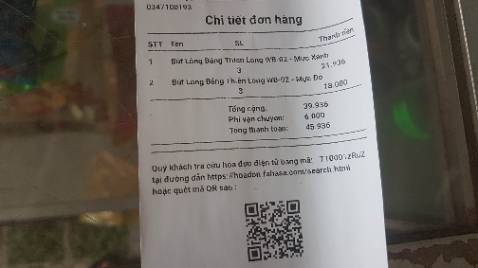 0347108193
Chi tiết đơn hàng
STT Tên SL Thành tiền
1 Bút Lông Bảng Thiên Long WB-02 - Mực Xanh
3 21.936
2 Bút Lông Bảng Thiên Long WB-02 - Mực Đỏ
3 18.000
Tổng cộng: 39.936
Phí vận chuyển: 6.000
Tổng thanh toán: 45.936
Quý khách tra cứu hóa đơn điện tử bằng mã:
tại đường dẫn https://hoadon.fahasa.com/search.html
hoặc quét mã QR sau :